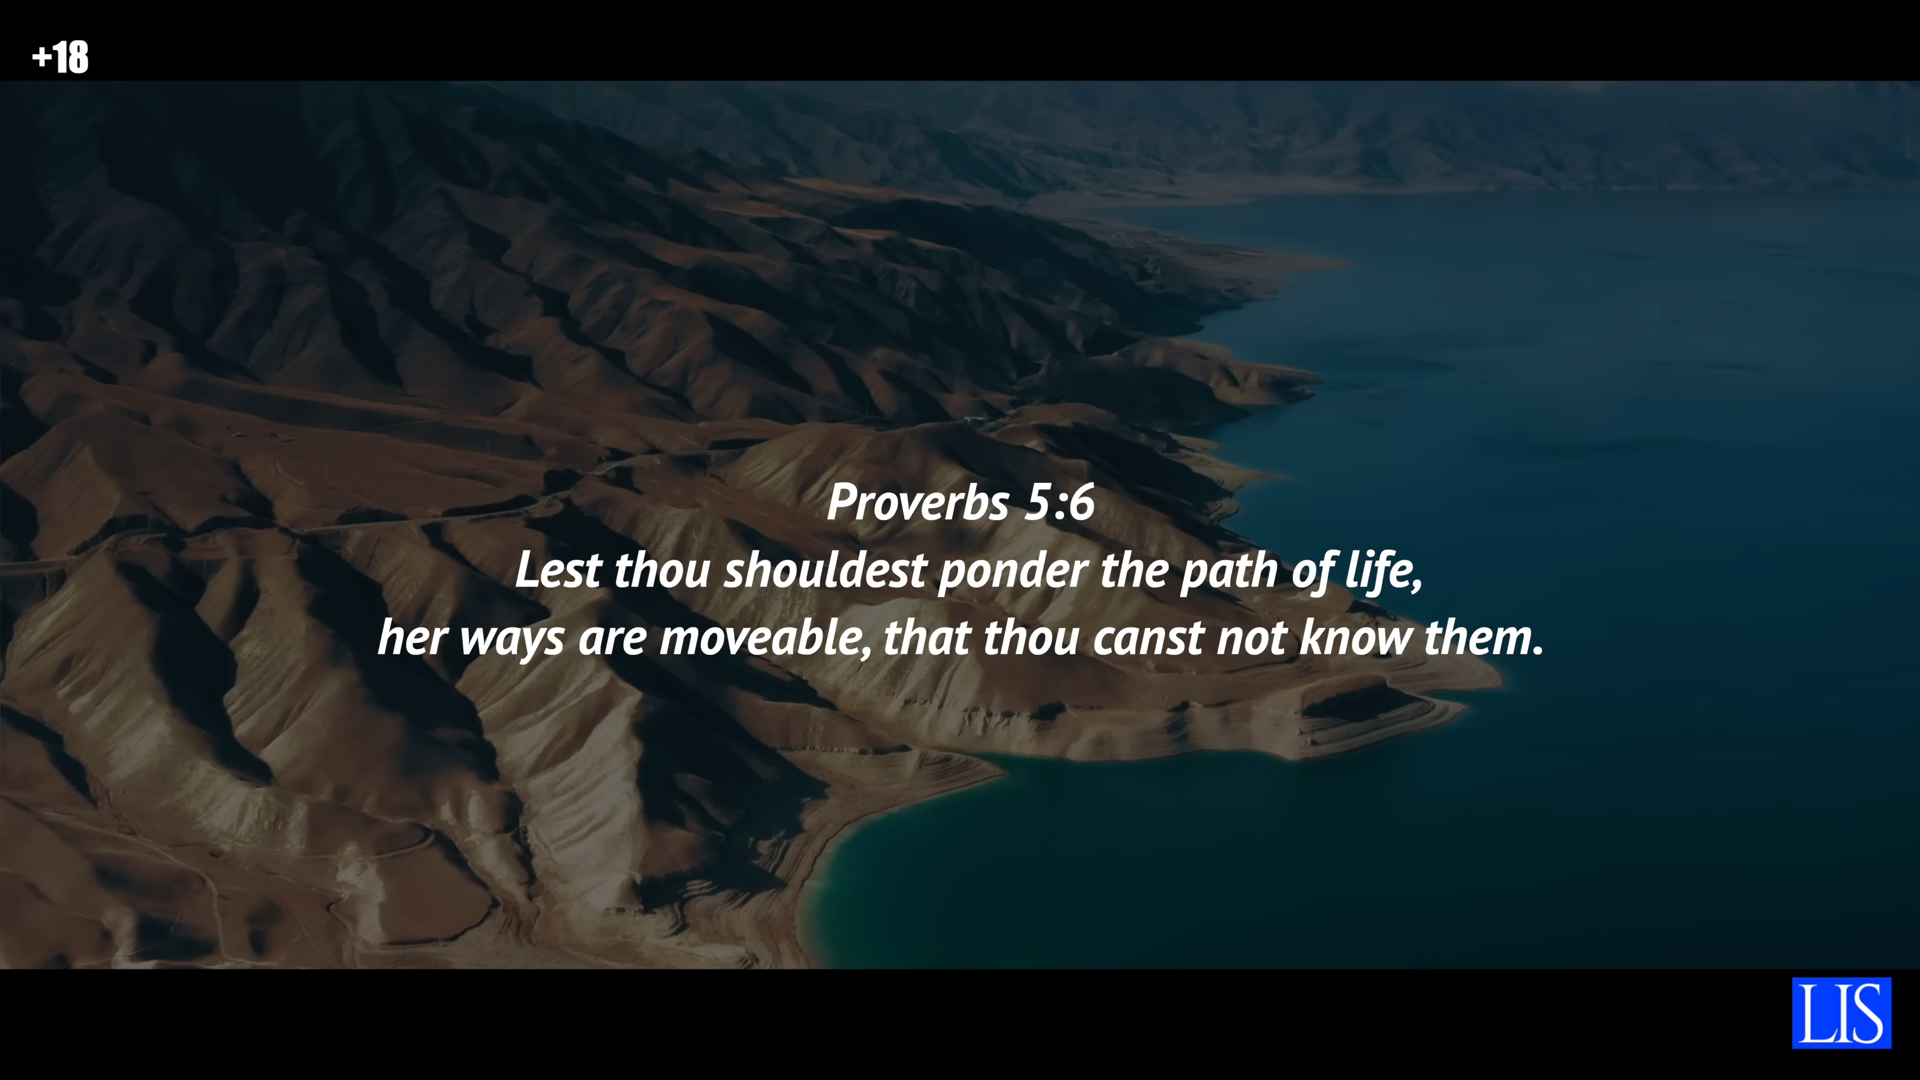 +18
Proverbs 5:6
Lest thou shouldest ponder the path of life,
her ways are moveable, that thou canst not know them.
LIS